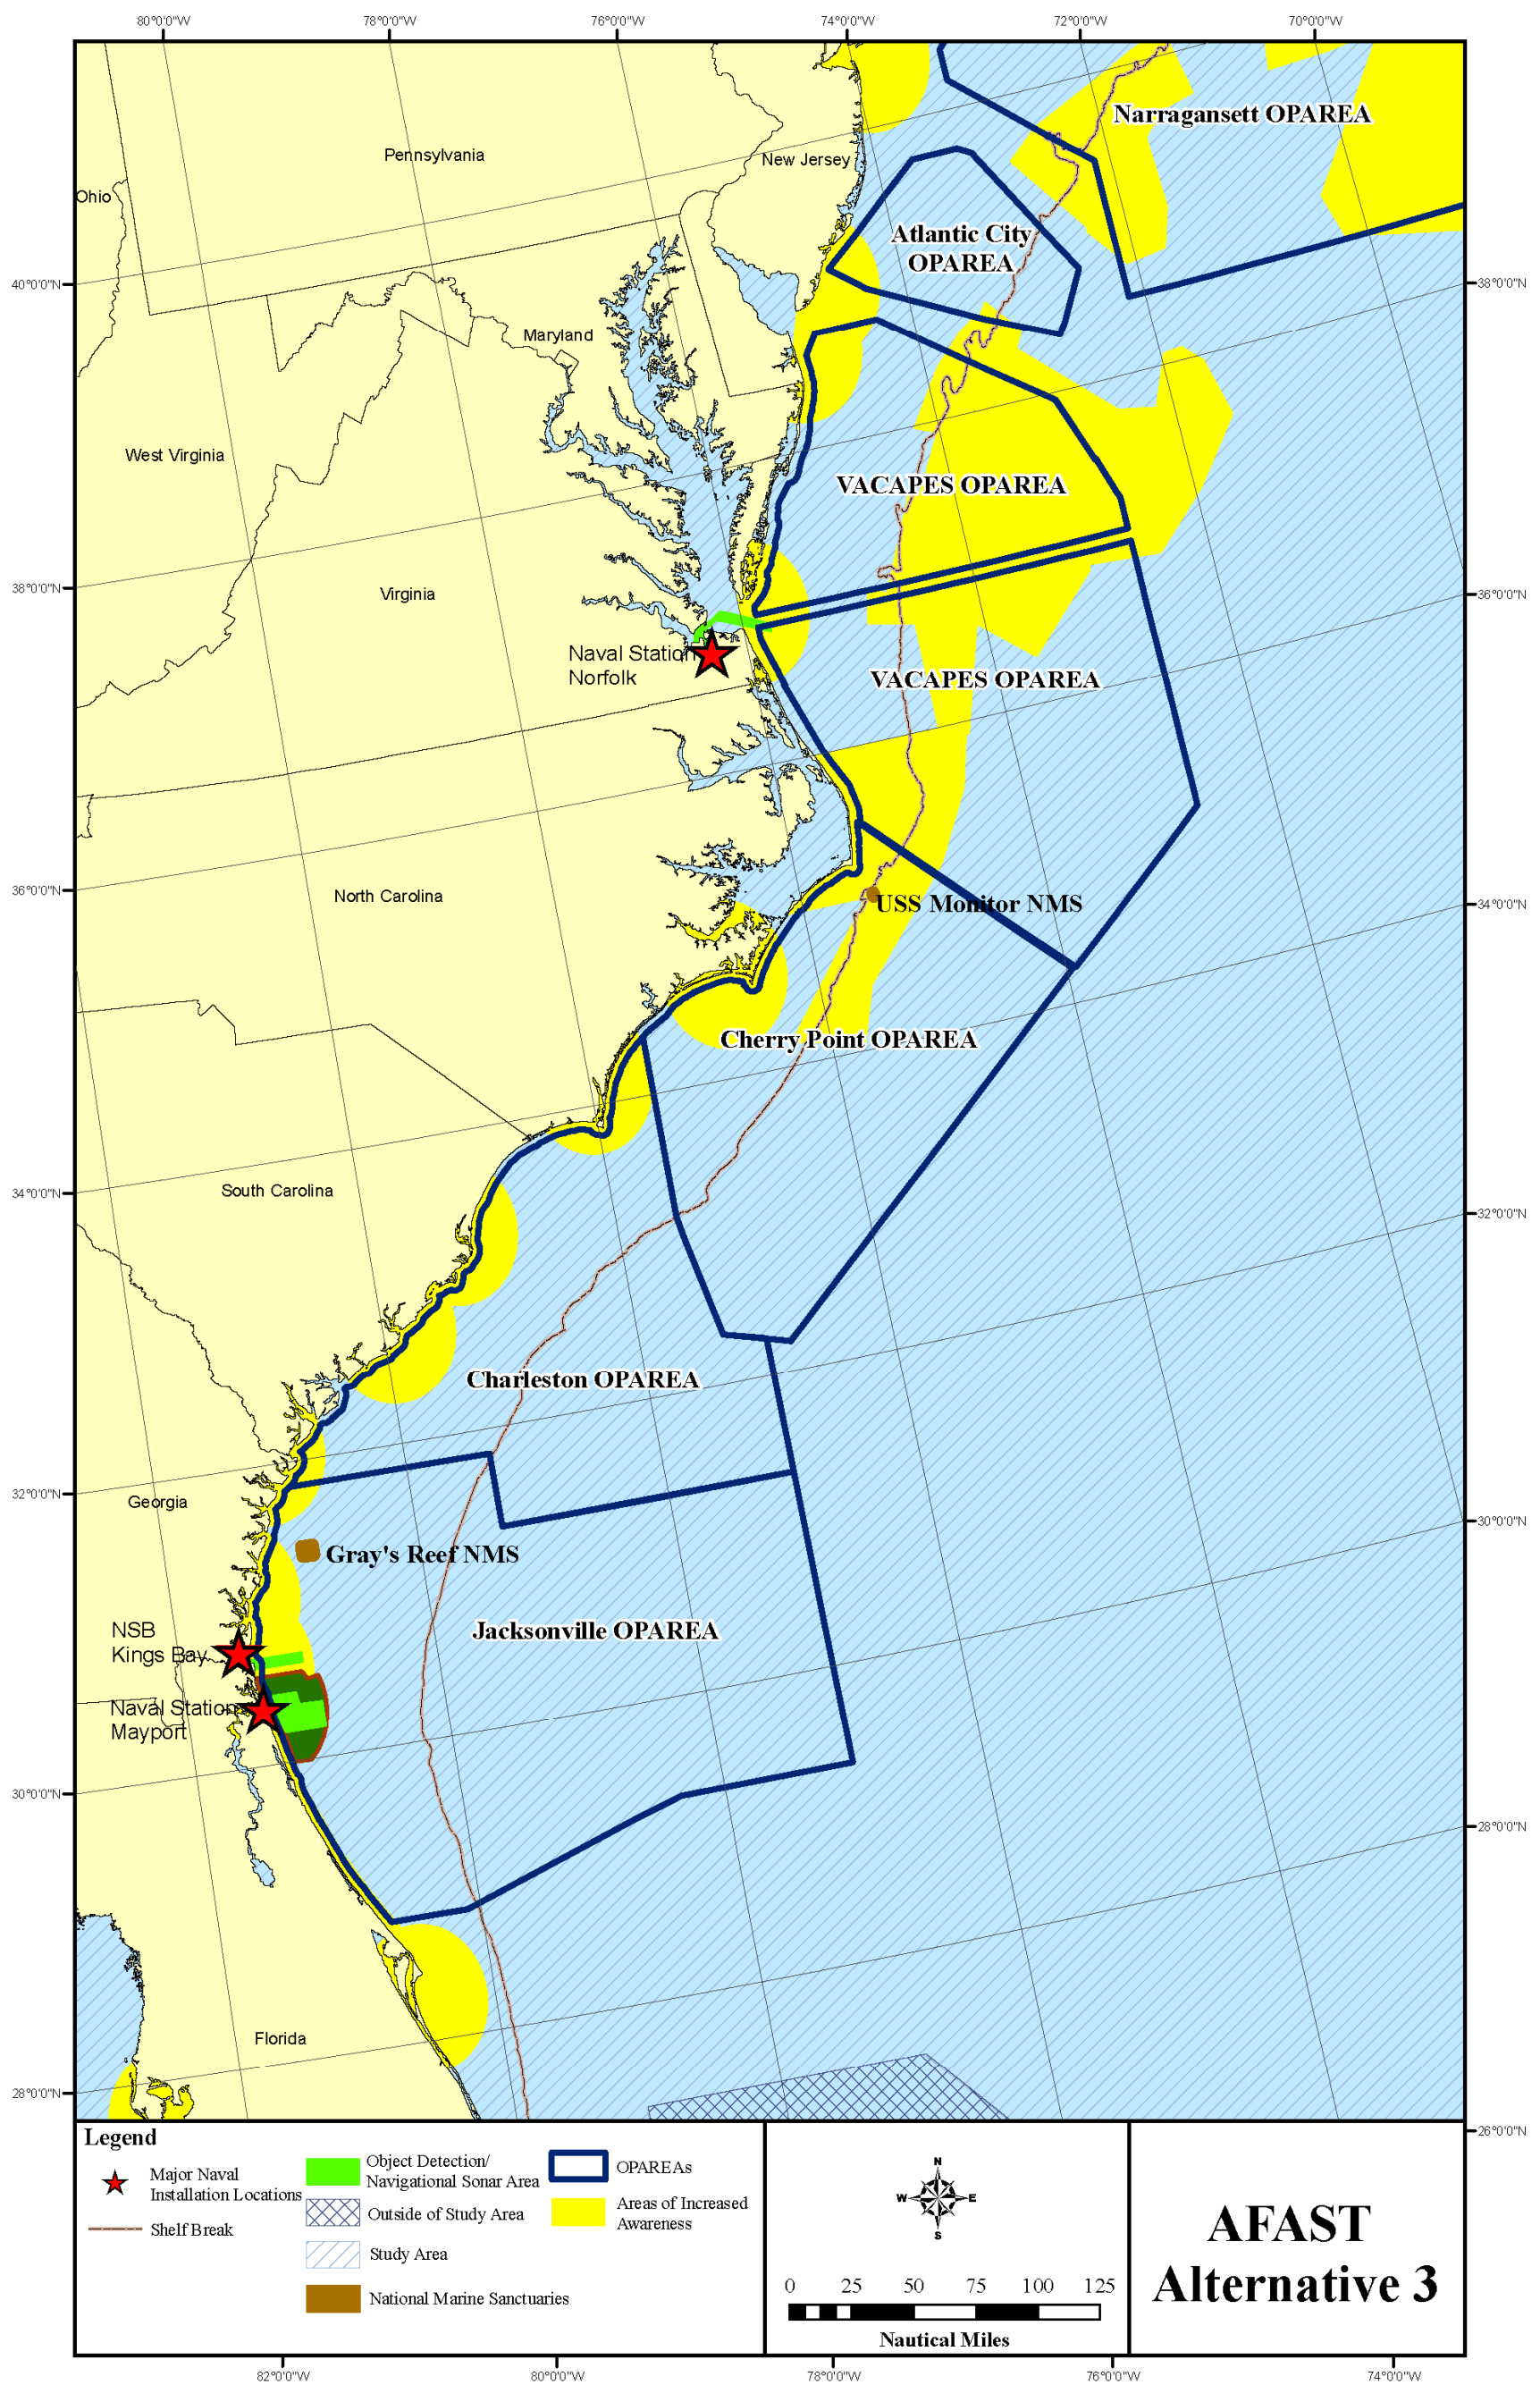 80°0'0"W
78°0'0"W
76°0'0"W
74°0'0"W
72°0'0"W
70°0'0"W
Narragansett OPAREA
Pennsylvania
New Jersey
Ohio
Atlantic City
OPAREA
40°0'0"N
38°0'0"N
Maryland
West Virginia
VACAPES OPAREA
38°0'0"N
36°0'0"N
Virginia
Naval Station
Norfolk
VACAPES OPAREA
36°0'0"N
North Carolina
USS Monitor NMS
34°0'0"N
Cherry Point OPAREA
34°0'0"N
South Carolina
32°0'0"N
Charleston OPAREA
32°0'0"N
Georgia
30°0'0"N
Gray's Reef NMS
NSB
Kings Bay
Jacksonville OPAREA
Naval Station
Mayport
30°0'0"N
28°0'0"N
Florida
28°0'0"N
26°0'0"N
Legend
Major Naval
Installation Locations
Shelf Break
Object Detection/
Navigational Sonar Area
Outside of Study Area
Study Area
National Marine Sanctuaries
OPAREAs
Areas of Increased
Awareness
N
W
E
S
0 25 50 75 100 125
Nautical Miles
AFAST
Alternative 3
82°0'0"W
80°0'0"W
78°0'0"W
76°0'0"W
74°0'0"W